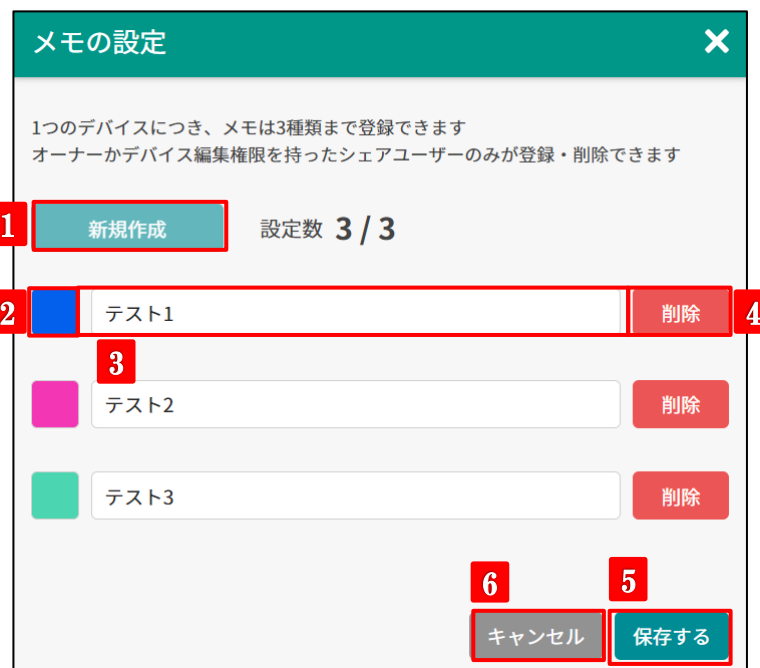 メモの設定
1つのデバイスにつき、メモは3種類まで登録できます
オーナーかデバイス編集権限を持ったシェアユーザーのみが登録・削除できます
1 新規作成 設定数 3 / 3
2 テスト1 削除 4
3
テスト2 削除
テスト3 削除
6 5
キャンセル 保存する